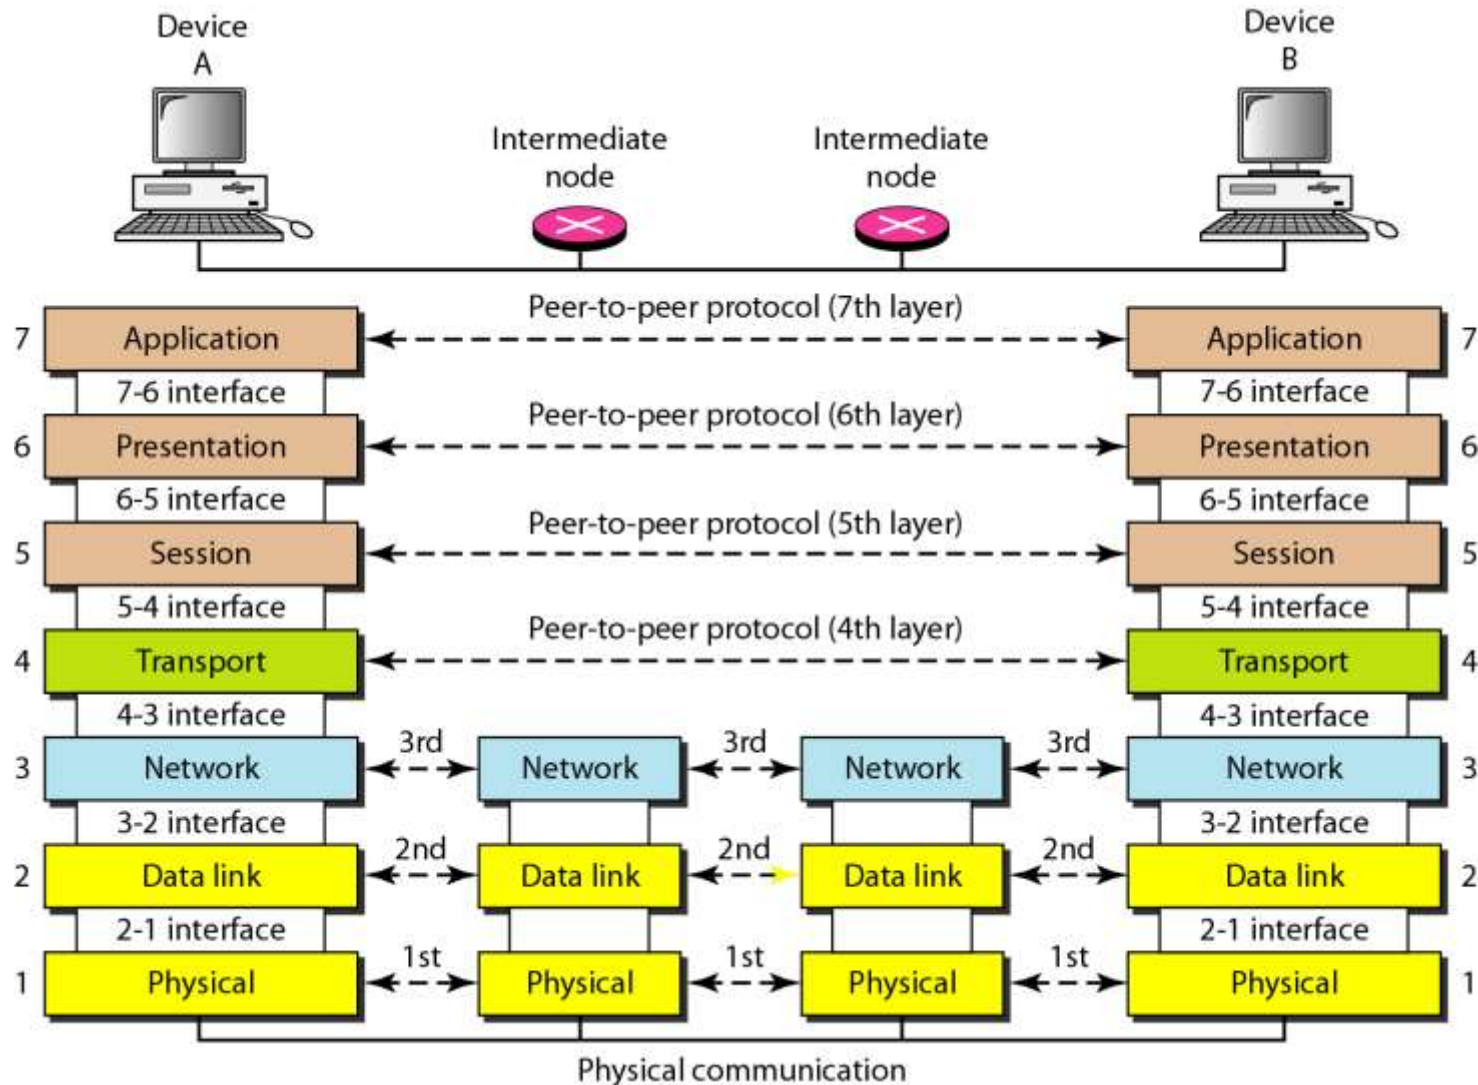 Device
A
Device
B
Intermediate
node
Intermediate
node
Peer-to-peer protocol (7th layer)
7
Application
Application
7
7-6 interface
7-6 interface
Peer-to-peer protocol (6th layer)
6
Presentation
Presentation
6
6-5 interface
6-5 interface
Peer-to-peer protocol (5th layer)
5
Session
Session
5
5-4 interface
5-4 interface
Peer-to-peer protocol (4th layer)
4
Transport
Transport
4
4-3 interface
4-3 interface
3
Network
3rd
Network
3rd
Network
3rd
Network
3
3-2 interface
3-2 interface
2
Data link
2nd
Data link
2nd
Data link
2nd
Data link
2
2-1 interface
2-1 interface
1
Physical
1st
Physical
1st
Physical
1st
Physical
1
Physical communication